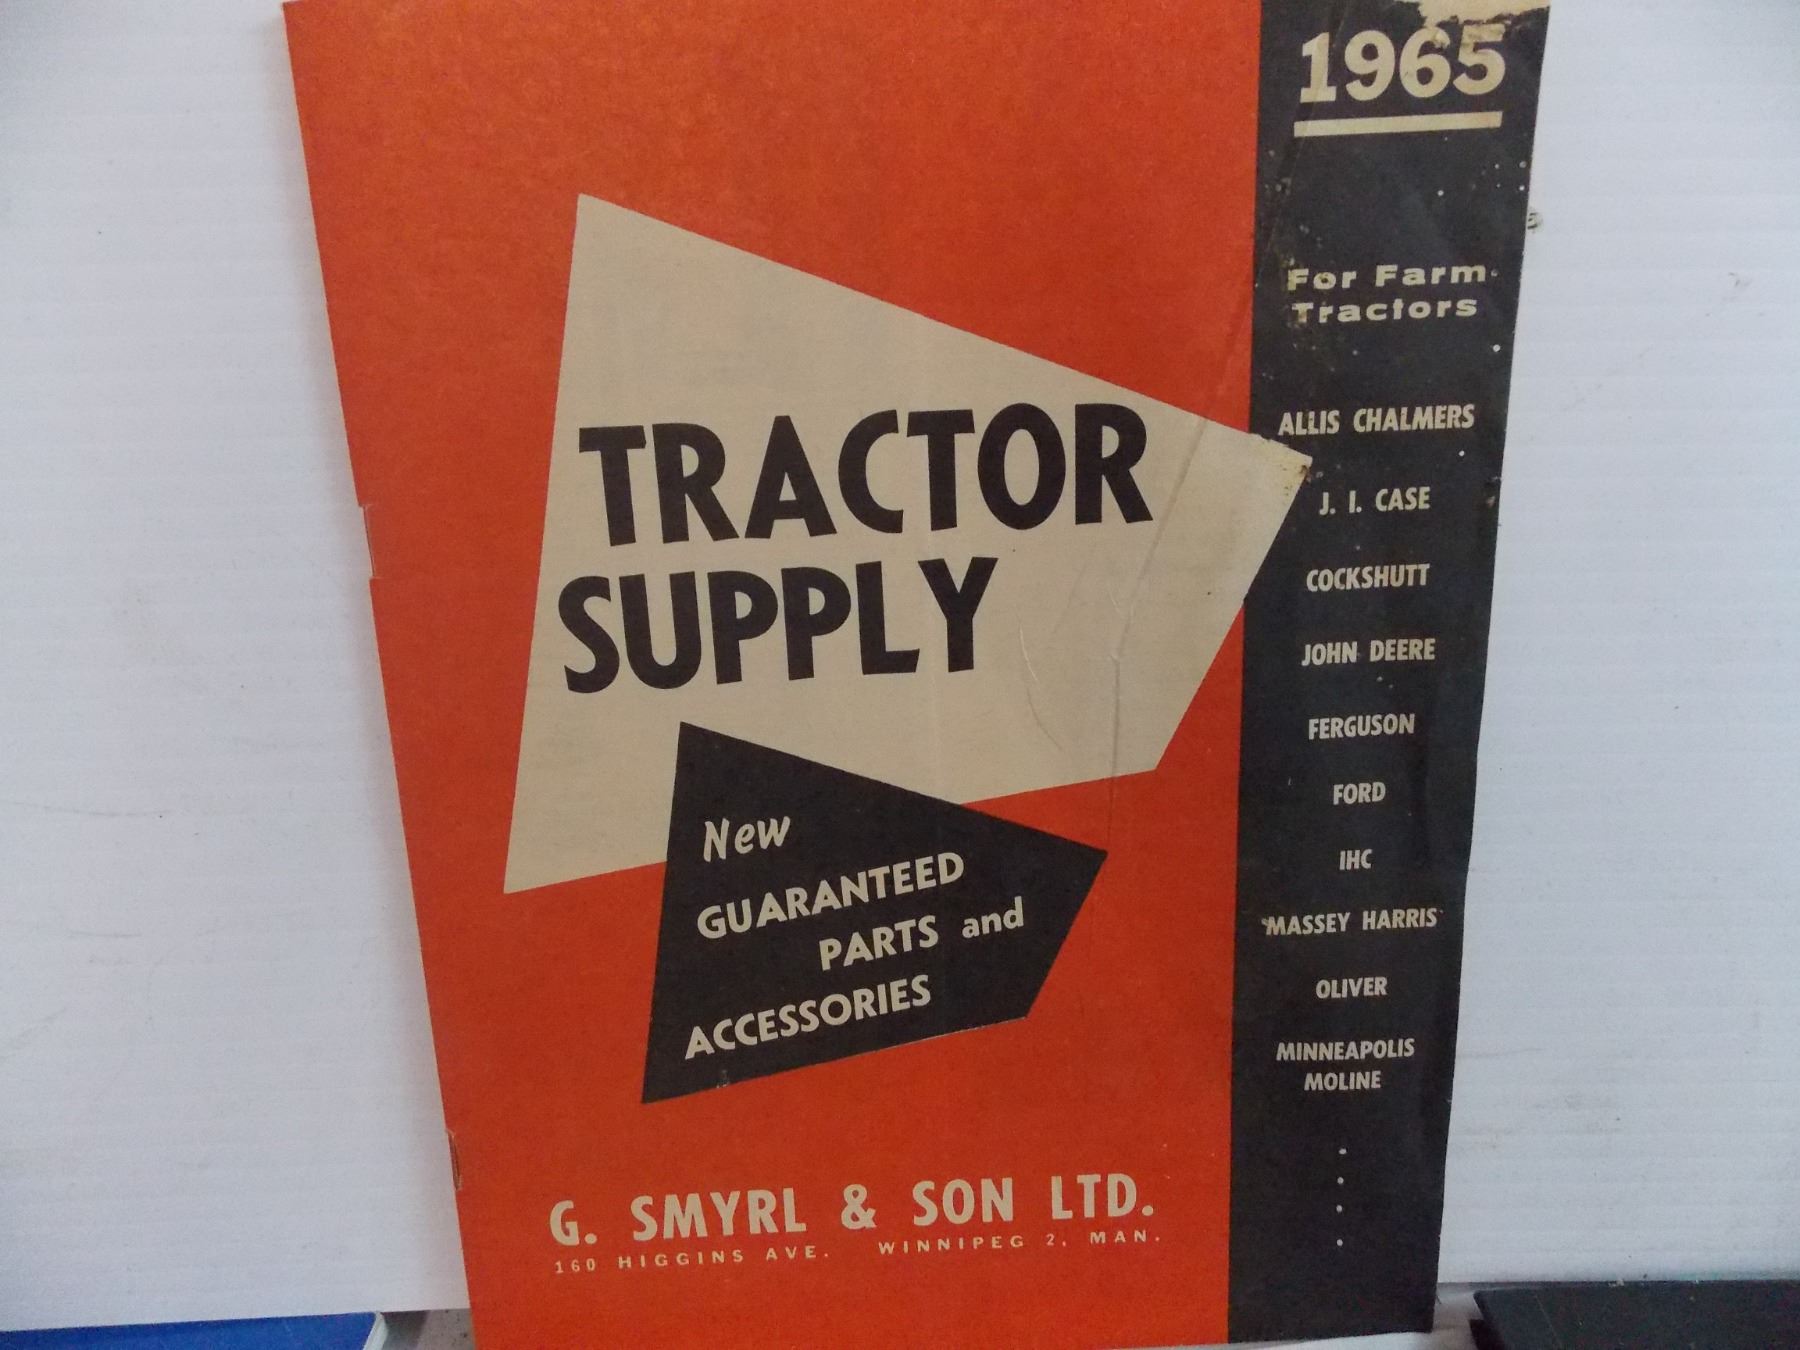 1965
For Farm
Tractors
ALLIS CHALMERS
J. I. CASE
COCKSHUTT
JOHN DEERE
FERGUSON
FORD
IHC
MASSEY HARRIS
OLIVER
MINNEAPOLIS
MOLINE
TRACTOR
SUPPLY
New
GUARANTEED
PARTS and
ACCESSORIES
G. SMYRL & SON LTD.
160 HIGGINS AVE. WINNIPEG 2, MAN.